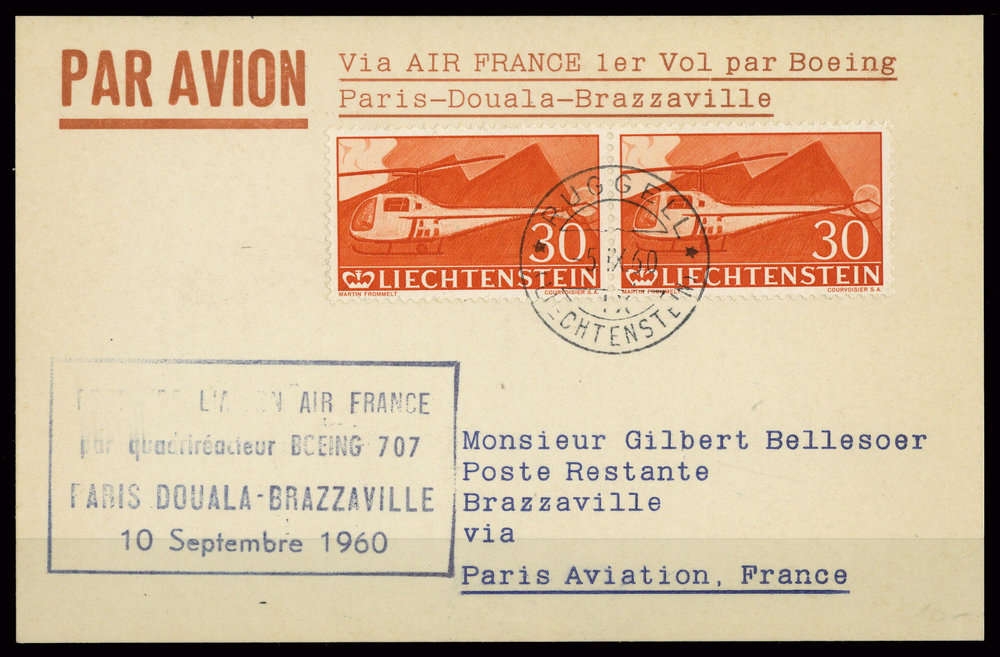 PAR AVION
Via AIR FRANCE 1er Vol par Boeing
Paris-Douala-Brazzaville
30
LIECHTENSTEIN
MARTIN FROMMELT COURVOISIER S.A.
30
LIECHTENSTEIN
COURVOISIER S.A.
RUGGELL
LIECHTENSTEIN
L'AVION AIR FRANCE
par quadriréacteur BOEING 707
PARIS DOUALA-BRAZZAVILLE
10 Septembre 1960
Monsieur Gilbert Bellesoer
Poste Restante
Brazzaville
via
Paris Aviation, France